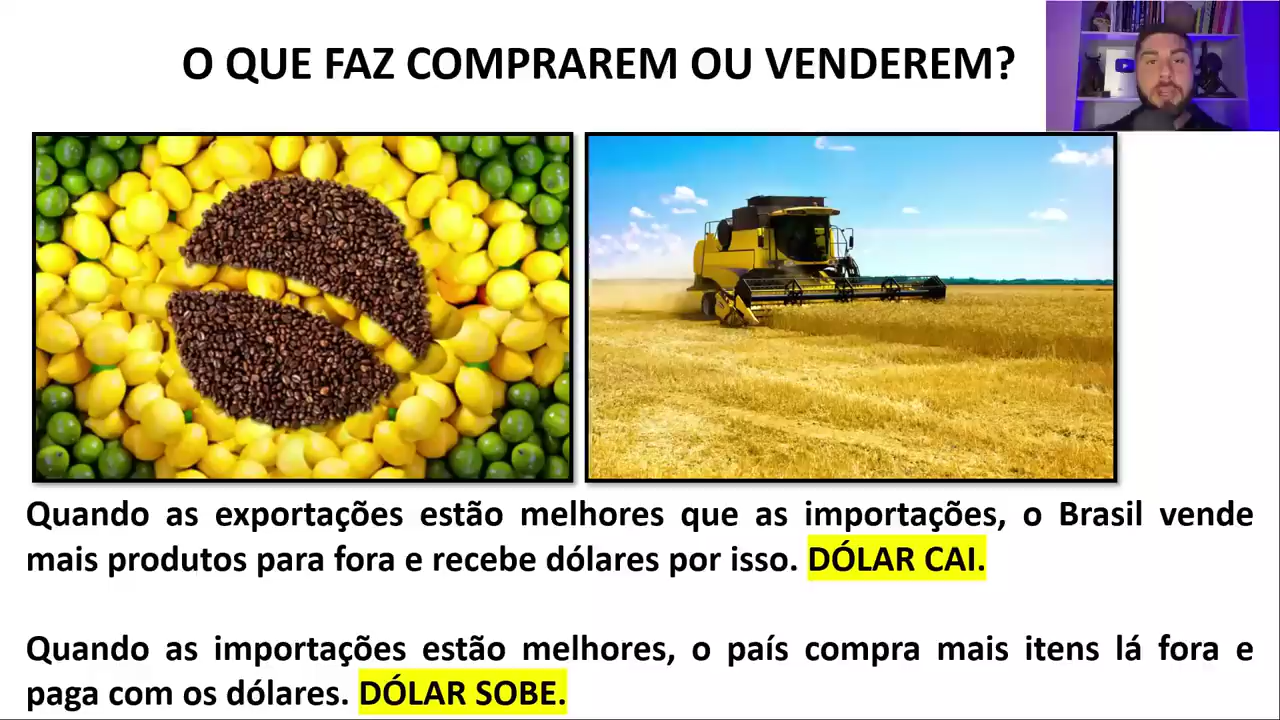 O QUE FAZ COMPRAREM OU VENDEREM?
Quando as exportações estão melhores que as importações, o Brasil vende
mais produtos para fora e recebe dólares por isso. DÓLAR CAI.
Quando as importações estão melhores, o país compra mais itens lá fora e
paga com os dólares. DÓLAR SOBE.